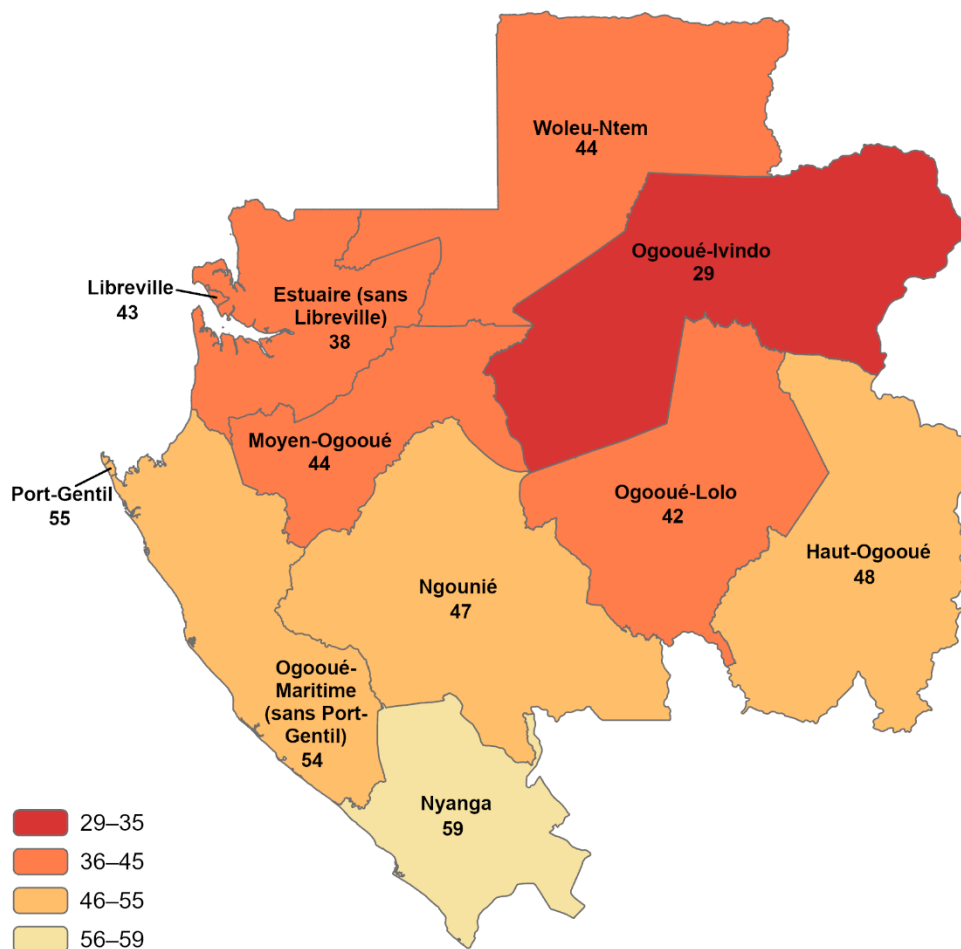 Woleu-Ntem
44
Ogooué-Ivindo
29
Libreville
43
Estuaire (sans
Libreville)
38
Moyen-Ogooué
44
Port-Gentil
55
Ogooué-Lolo
42
Haut-Ogooué
48
Ngounié
47
Ogooué-
Maritime
(sans Port-
Gentil)
54
Nyanga
59
29–35
36–45
46–55
56–59